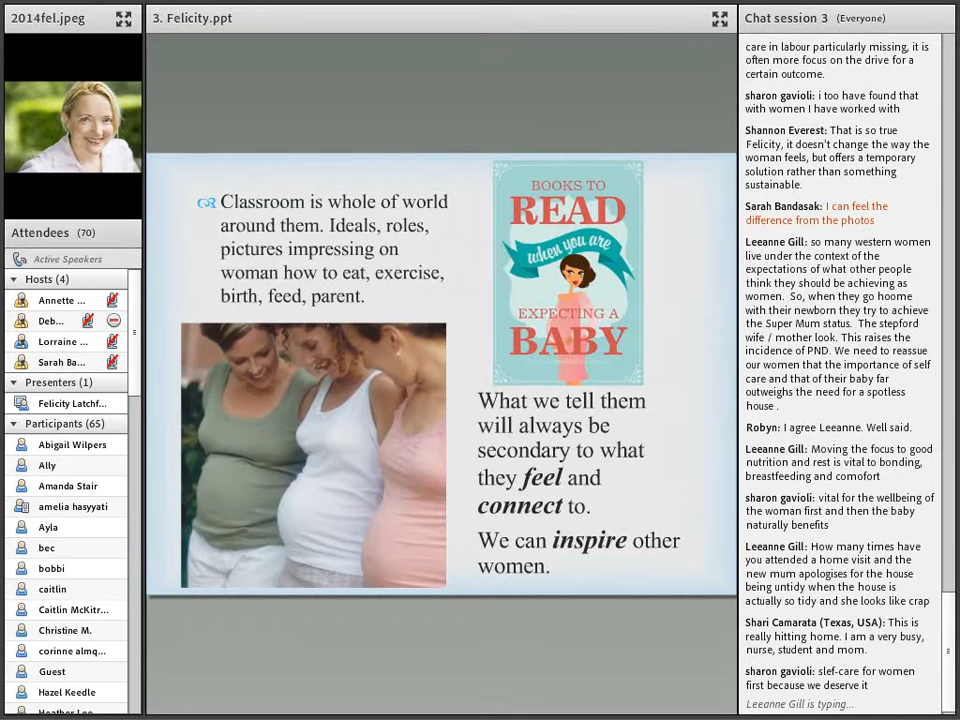 2014fel.jpeg
3. Felicity.ppt
Chat session 3 (Everyone)
Attendees (70)
Active Speakers
Hosts (4)
Annette ...
Deb...
Lorraine ...
Sarah Ba...
Presenters (1)
Felicity Latchf...
Participants (65)
Abigail Wilpers
Ally
Amanda Stair
amelia hasyyati
Ayla
bec
bobbi
caitlin
Caitlin McKitr...
Christine M.
corinne almq...
Guest
Hazel Keedle
Classroom is whole of world
around them. Ideals, roles,
pictures impressing on
woman how to eat, exercise,
birth, feed, parent.
BOOKS TO
READ
when you are
EXPECTING A
BABY
What we tell them
will always be
secondary to what
they feel and
connect to.
We can inspire other
women.
care in labour particularly missing, it is
often more focus on the drive for a
certain outcome.
sharon gavioli: i too have found that
with women I have worked with
Shannon Everest: That is so true
Felicity, it doesn't change the way the
woman feels, but offers a temporary
solution rather than something
sustainable.
Sarah Bandasak: I can feel the
difference from the photos
Leeanne Gill: so many western women
live under the context of the
expectations of what other people
think they should be achieving as
women. So, when they go hoome
with their newborn they try to achieve
the Super Mum status. The stepford
wife / mother look. This raises the
incidence of PND. We need to reassue
our women that the importance of self
care and that of their baby far
outweighs the need for a spotless
house .
Robyn: I agree Leeanne. Well said.
Leeanne Gill: Moving the focus to good
nutrition and rest is vital to bonding,
breastfeeding and comofort
sharon gavioli: vital for the wellbeing of
the woman first and then the baby
naturally benefits
Leeanne Gill: How many times have
you attended a home visit and the
new mum apologises for the house
being untidy when the house is
actually so tidy and she looks like crap
Shari Camarata (Texas, USA): This is
really hitting home. I am a very busy,
nurse, student and mom.
sharon gavioli: slef-care for women
first because we deserve it
Leeanne Gill is typing...